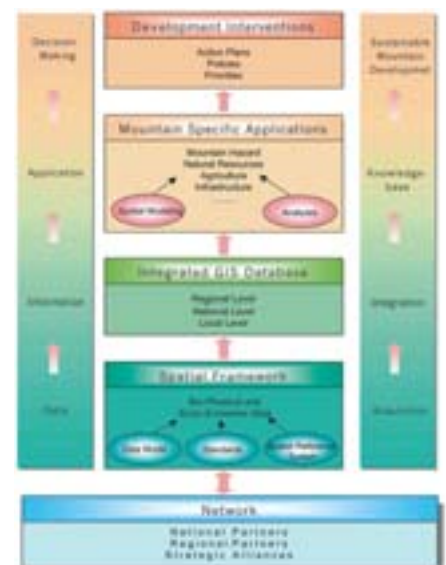 Decision Making
Application
Information
Data
Development Interventions
Action Plans
Policies
Priorities
Mountain Specific Applications
Mountain Hazard
Natural Resources
Agriculture
Infrastructure
Spatial Modeling
Analysis
Integrated GIS Database
Regional Level
National Level
Local Level
Spatial Framework
Bio-Physical and
Socio-Economic Data
Data Model
Standards
Network
National Partners
Regional Partners
Strategic Alliances
Sustainable
Mountain
Development
Knowledge-
base
Integration
Acquisition